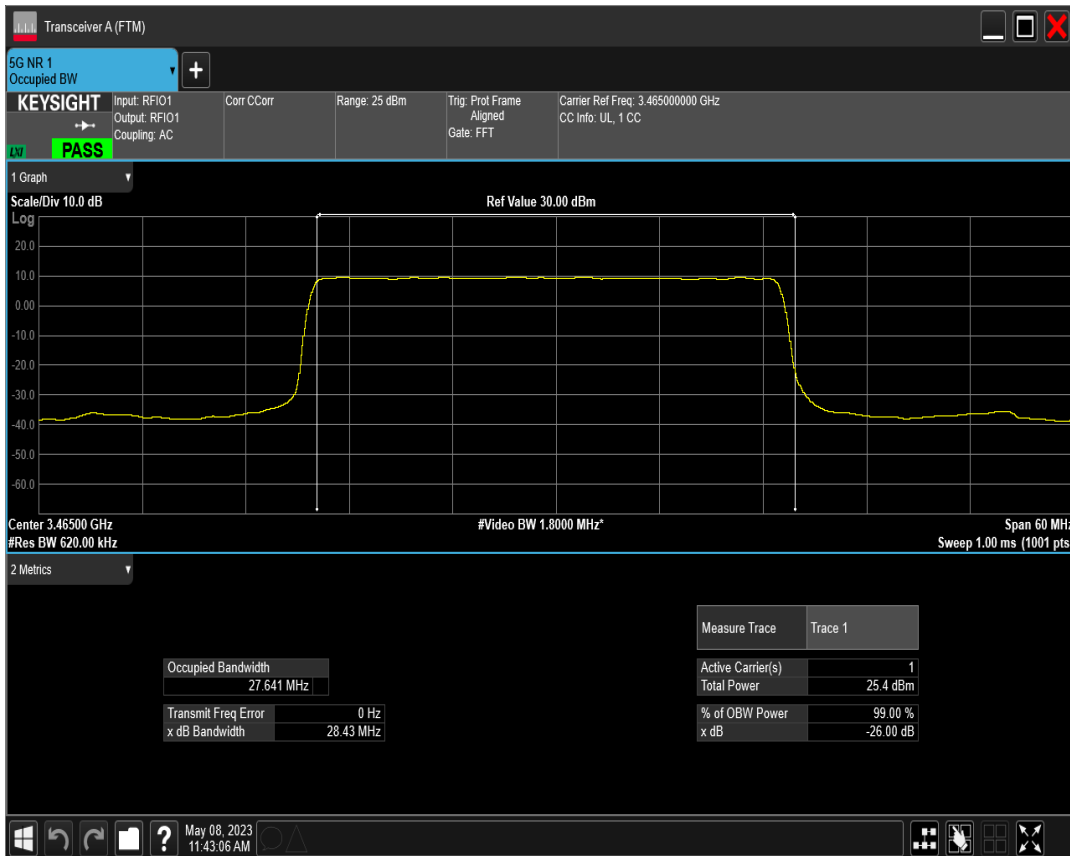 Transceiver A (FTM)
5G NR 1
Occupied BW
+
KEYSIGHT
LXI
PASS
Input: RFIO1
Output: RFIO1
Coupling: AC
Corr CCorr
Range: 25 dBm
Trig: Prot Frame
Aligned
Gate: FFT
Carrier Ref Freq: 3.465000000 GHz
CC Info: UL, 1 CC
1 Graph
Scale/Div 10.0 dB
Ref Value 30.00 dBm
Log
20.0
10.0
0.00
-10.0
-20.0
-30.0
-40.0
-50.0
-60.0
Center 3.46500 GHz
#Video BW 1.8000 MHz*
Span 60 MHz
#Res BW 620.00 kHz
Sweep 1.00 ms (1001 pts
2 Metrics
Measure Trace Trace 1
Occupied Bandwidth
27.641 MHz
Active Carrier(s) 1
Total Power 25.4 dBm
Transmit Freq Error 0 Hz
x dB Bandwidth 28.43 MHz
% of OBW Power 99.00 %
x dB -26.00 dB
?
May 08, 2023
11:43:06 AM